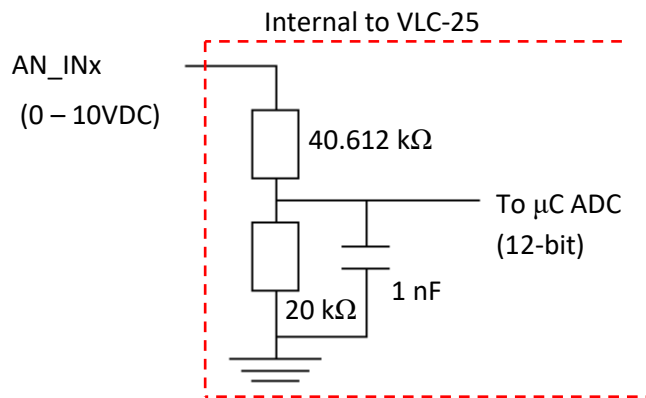 Internal to VLC-25
AN_INx
(0 – 10VDC)
40.612 kΩ
To μC ADC
(12-bit)
1 nF
20 kΩ